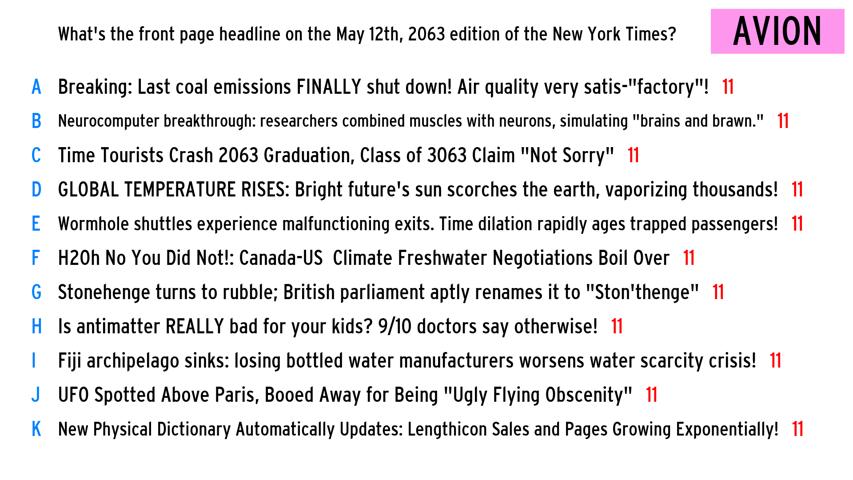 What's the front page headline on the May 12th, 2063 edition of the New York Times?
AVION
A Breaking: Last coal emissions FINALLY shut down! Air quality very satis-"factory"! 11
B Neurocomputer breakthrough: researchers combined muscles with neurons, simulating "brains and brawn." 11
C Time Tourists Crash 2063 Graduation, Class of 3063 Claim "Not Sorry" 11
D GLOBAL TEMPERATURE RISES: Bright future's sun scorches the earth, vaporizing thousands! 11
E Wormhole shuttles experience malfunctioning exits. Time dilation rapidly ages trapped passengers! 11
F H20h No You Did Not!: Canada-US Climate Freshwater Negotiations Boil Over 11
G Stonehenge turns to rubble; British parliament aptly renames it to "Ston'thenge" 11
H Is antimatter REALLY bad for your kids? 9/10 doctors say otherwise! 11
I Fiji archipelago sinks: losing bottled water manufacturers worsens water scarcity crisis! 11
J UFO Spotted Above Paris, Booed Away for Being "Ugly Flying Obscenity" 11
K New Physical Dictionary Automatically Updates: Lengthicon Sales and Pages Growing Exponentially! 11